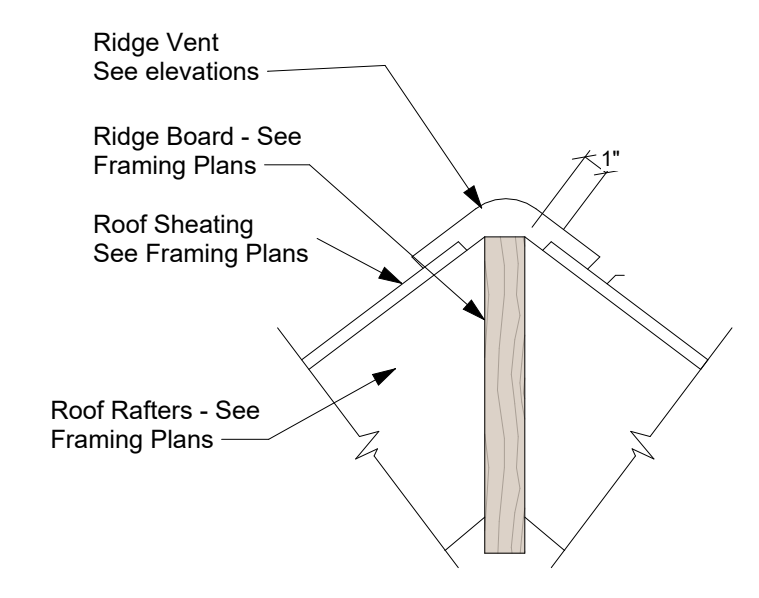 Ridge Vent
See elevations
Ridge Board - See
Framing Plans
1"
Roof Sheating
See Framing Plans
Roof Rafters - See
Framing Plans